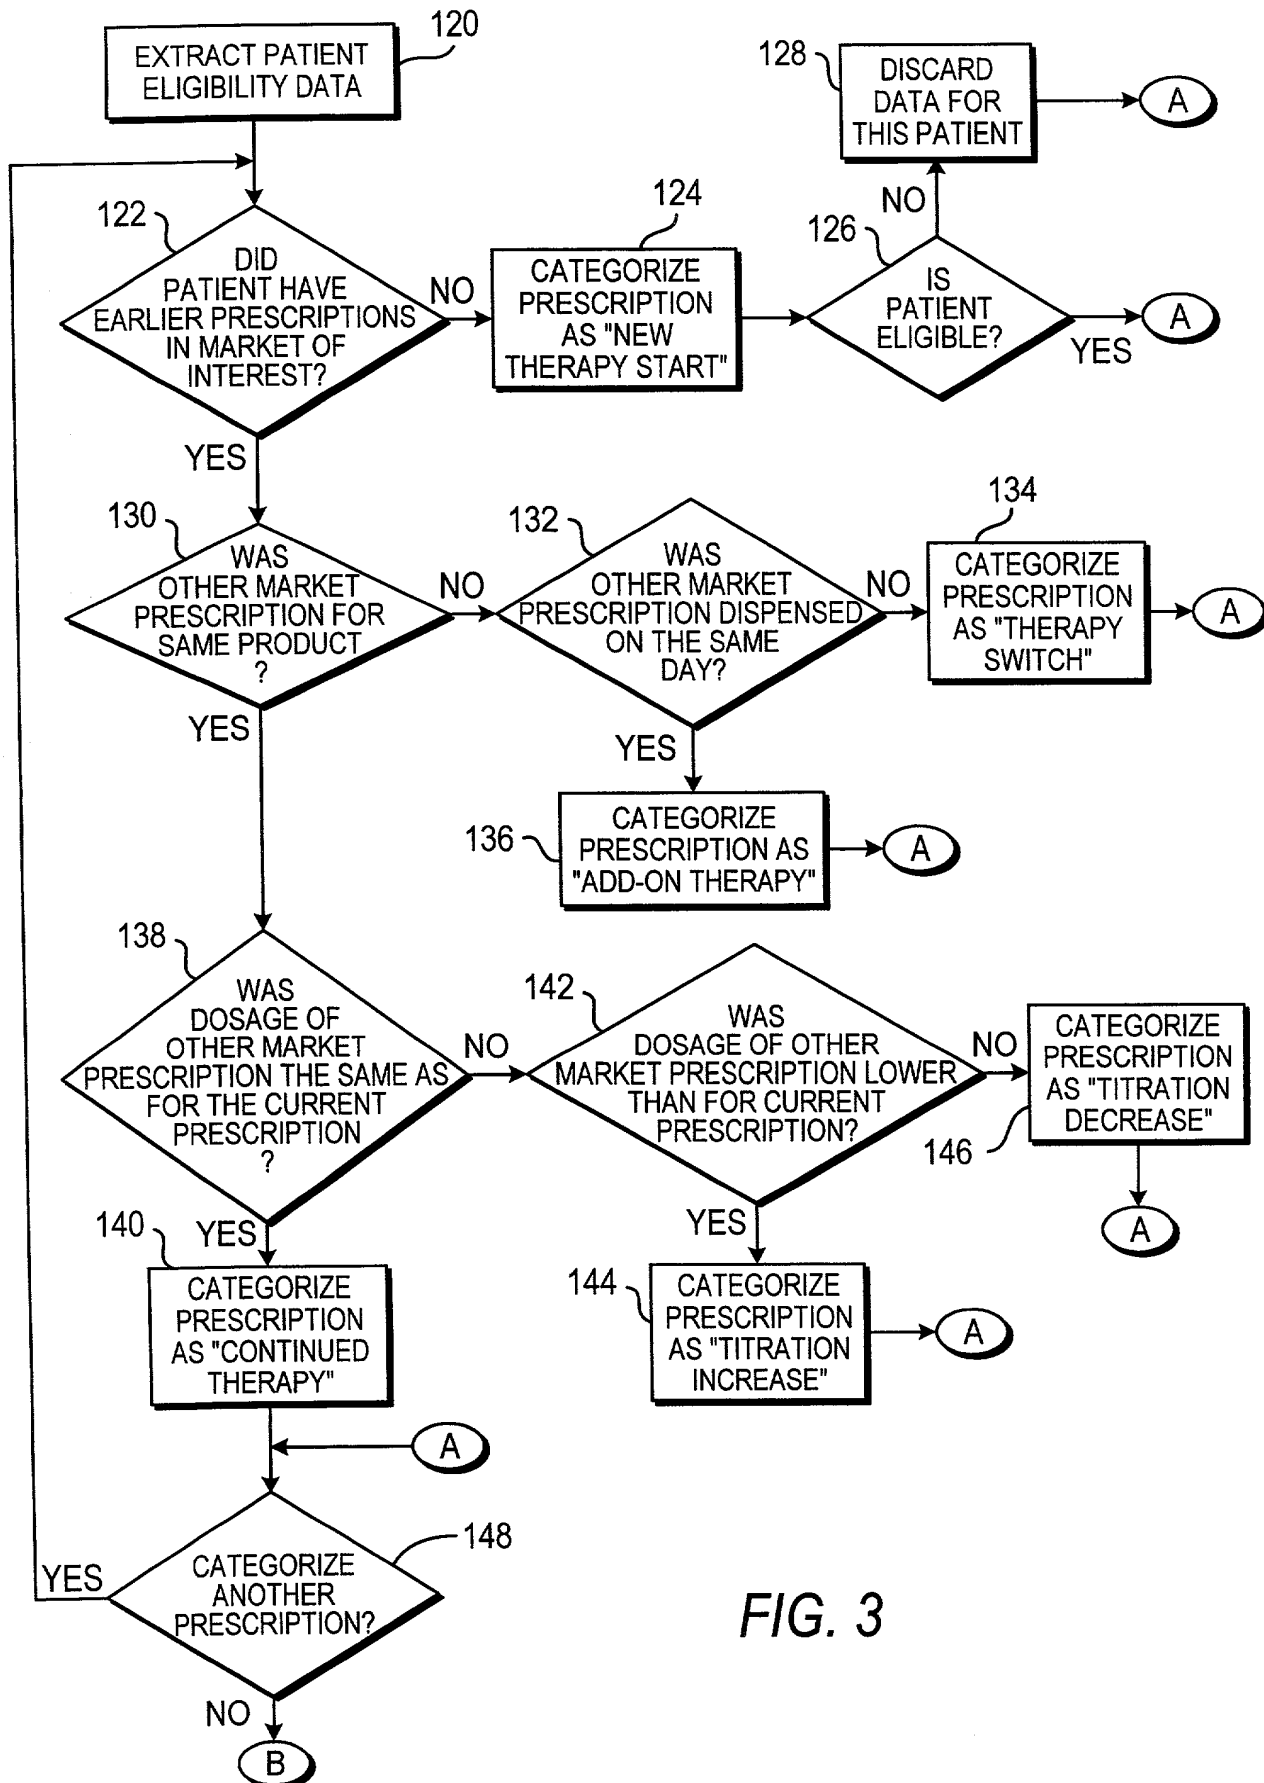 120
EXTRACT PATIENT
ELIGIBILITY DATA
128
DISCARD
DATA FOR
THIS PATIENT
A
122
DID
PATIENT HAVE
EARLIER PRESCRIPTIONS
IN MARKET OF
INTEREST?
NO
124
CATEGORIZE
PRESCRIPTION
AS "NEW
THERAPY START"
NO
126
IS
PATIENT
ELIGIBLE?
YES
A
YES
130
WAS
OTHER MARKET
PRESCRIPTION FOR
SAME PRODUCT
?
NO
132
WAS
OTHER MARKET
PRESCRIPTION DISPENSED
ON THE SAME
DAY?
NO
134
CATEGORIZE
PRESCRIPTION
AS "THERAPY
SWITCH"
A
YES
YES
136
CATEGORIZE
PRESCRIPTION AS
"ADD-ON THERAPY"
A
138
WAS
DOSAGE OF
OTHER MARKET
PRESCRIPTION THE SAME AS
FOR THE CURRENT
PRESCRIPTION
?
NO
142
WAS
DOSAGE OF OTHER
MARKET PRESCRIPTION LOWER
THAN FOR CURRENT
PRESCRIPTION?
NO
CATEGORIZE
PRESCRIPTION
AS "TITRATION
DECREASE"
146
A
YES
140
CATEGORIZE
PRESCRIPTION
AS "CONTINUED
THERAPY"
YES
144
CATEGORIZE
PRESCRIPTION
AS "TITRATION
INCREASE"
A
A
148
CATEGORIZE
ANOTHER
PRESCRIPTION?
YES
NO
B
FIG. 3